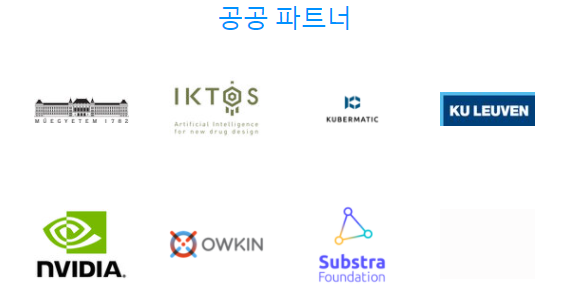 공공 파트너
MŰEGYETEM 1782
IKTOS
Artificial Intelligence
for new drug design
KUBERMATIC
KU LEUVEN
NVIDIA.
OWKIN
Substra
Foundation